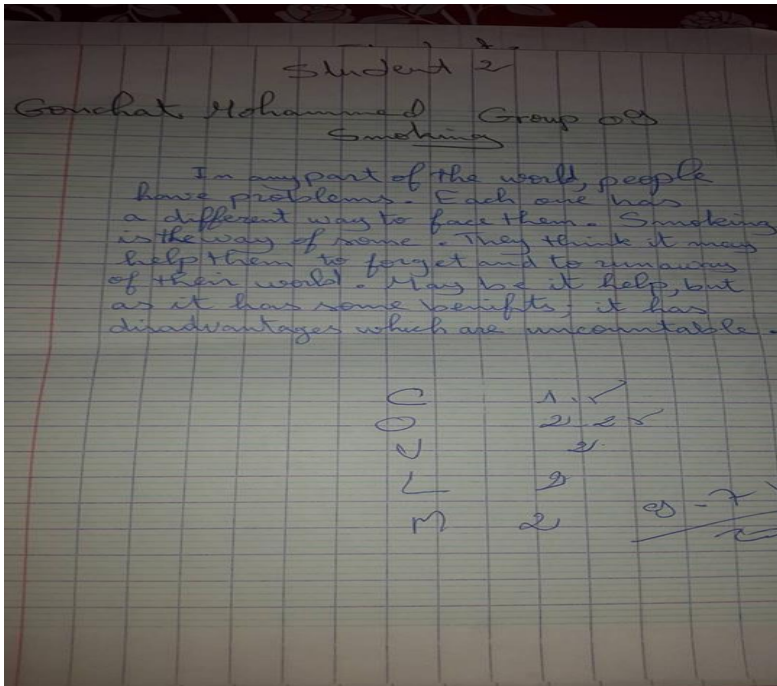 Student 2
Gouchat Mohammed Group 09
Smoking
In any part of the world, people
have problems. Each one has
a different way to face them. Smoking
is the way of some. They think it may
help them to forget and to runaway
of their world. May be it help, but
as it has some benifits, it has
disadvantages which are uncountable.
C 1.
O 2
V 2
L 2
M 2